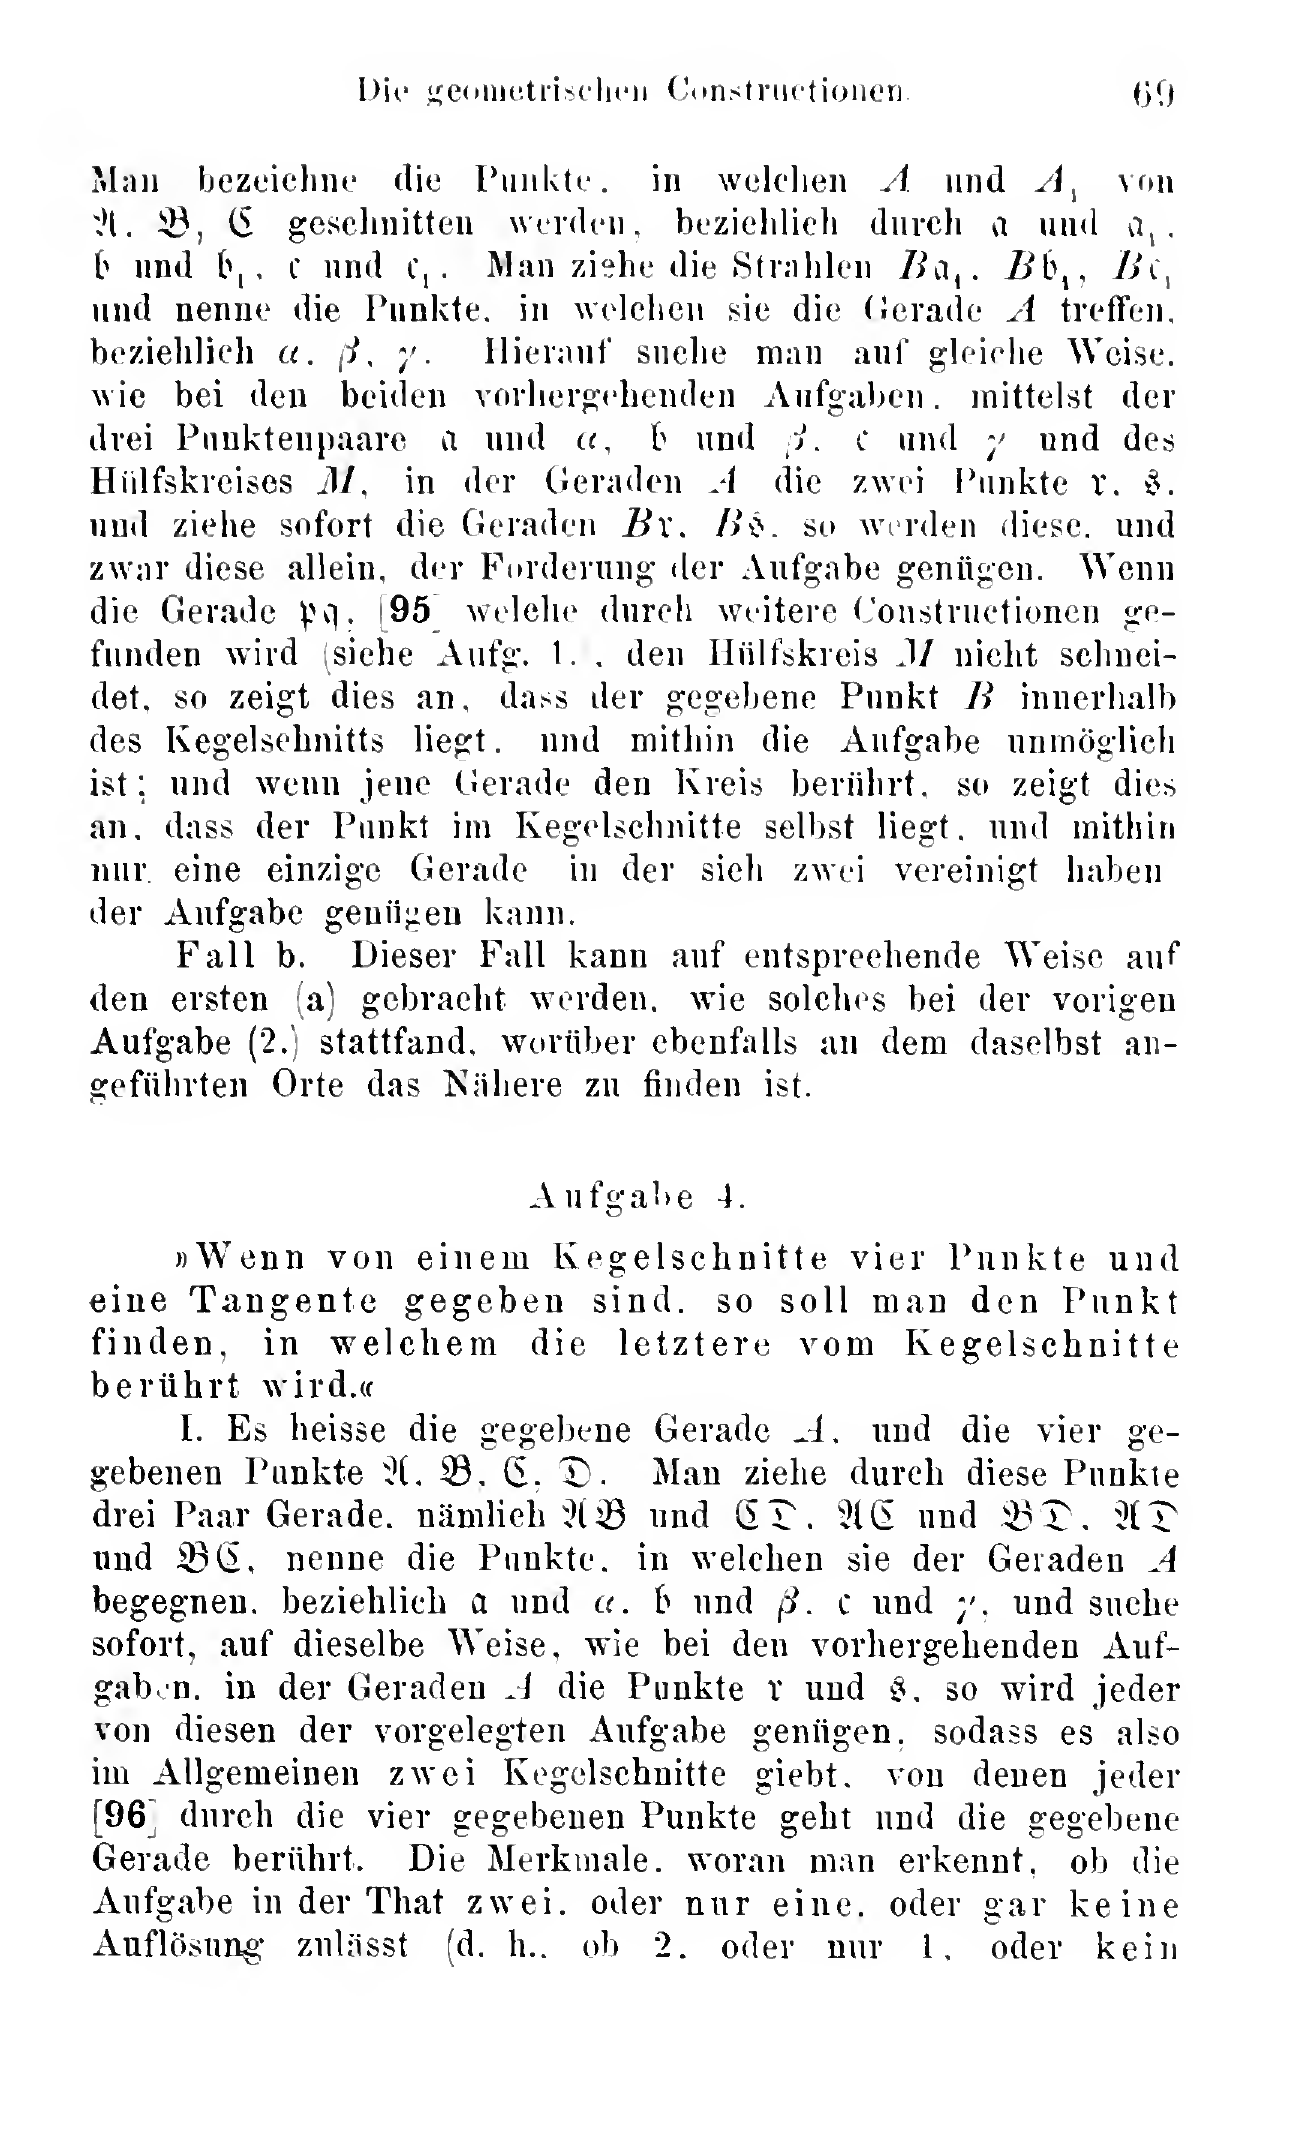 Die geometrischen Constructionen. 69
Man bezeichne die Punkte, in welchen A und A₁ von
𝔄, 𝔅, ℭ geschnitten werden, beziehlich durch 𝔞 und 𝔞₁,
𝔟 und 𝔟₁, 𝔠 und 𝔠₁. Man ziehe die Strahlen B𝔞₁, B𝔟₁, B𝔠₁
und nenne die Punkte, in welchen sie die Gerade A treffen,
beziehlich α, β, γ. Hierauf suche man auf gleiche Weise,
wie bei den beiden vorhergehenden Aufgaben, mittelst der
drei Punktenpaare 𝔞 und α, 𝔟 und β, 𝔠 und γ und des
Hülfskreises M, in der Geraden A die zwei Punkte 𝔯, 𝔰,
und ziehe sofort die Geraden B𝔯, B𝔰, so werden diese, und
zwar diese allein, der Forderung der Aufgabe genügen. Wenn
die Gerade 𝔭𝔮, [95] welche durch weitere Constructionen ge-
funden wird (siehe Aufg. 1.), den Hülfskreis M nicht schnei-
det, so zeigt dies an, dass der gegebene Punkt B innerhalb
des Kegelschnitts liegt, und mithin die Aufgabe unmöglich
ist; und wenn jene Gerade den Kreis berührt, so zeigt dies
an, dass der Punkt im Kegelschnitte selbst liegt, und mithin
nur eine einzige Gerade in der sich zwei vereinigt haben
der Aufgabe genügen kann.
Fall b. Dieser Fall kann auf entsprechende Weise auf
den ersten (a) gebracht werden, wie solches bei der vorigen
Aufgabe (2.) stattfand, worüber ebenfalls an dem daselbst an-
geführten Orte das Nähere zu finden ist.
Aufgabe 4.
»Wenn von einem Kegelschnitte vier Punkte und
eine Tangente gegeben sind, so soll man den Punkt
finden, in welchem die letztere vom Kegelschnitte
berührt wird.«
I. Es heisse die gegebene Gerade A, und die vier ge-
gebenen Punkte 𝔄, 𝔅, ℭ, 𝔇. Man ziehe durch diese Punkte
drei Paar Gerade, nämlich 𝔄𝔅 und ℭ𝔇, 𝔄ℭ und 𝔅𝔇, 𝔄𝔇
und 𝔅ℭ, nenne die Punkte, in welchen sie der Geraden A
begegnen, beziehlich 𝔞 und α, 𝔟 und β, 𝔠 und γ, und suche
sofort, auf dieselbe Weise, wie bei den vorhergehenden Auf-
gaben, in der Geraden A die Punkte 𝔯 und 𝔰, so wird jeder
von diesen der vorgelegten Aufgabe genügen, sodass es also
im Allgemeinen zwei Kegelschnitte giebt, von denen jeder
[96] durch die vier gegebenen Punkte geht und die gegebene
Gerade berührt. Die Merkmale, woran man erkennt, ob die
Aufgabe in der That zwei, oder nur eine, oder gar keine
Auflösung zulässt (d. h., ob 2, oder nur 1, oder kein